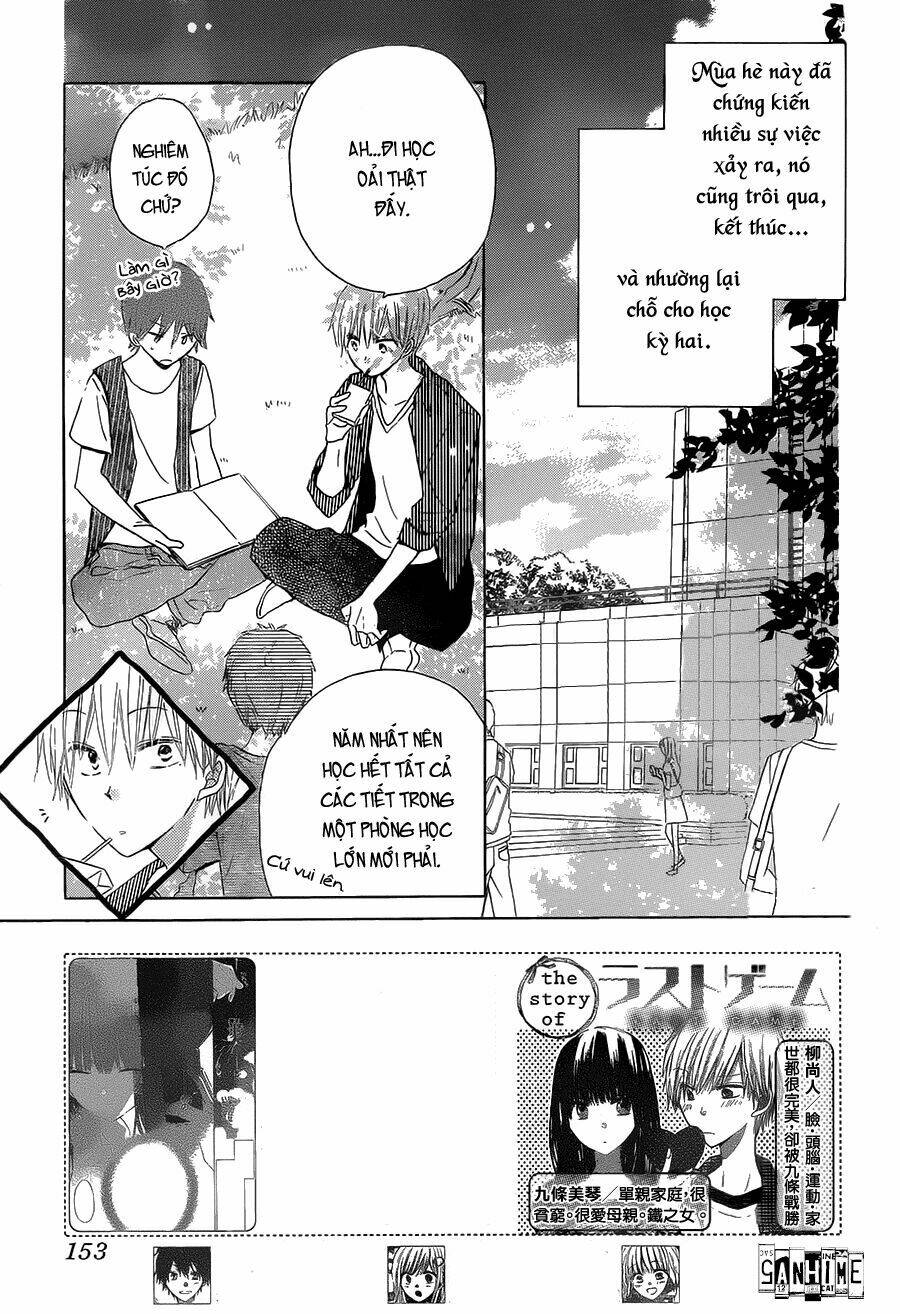 Mùa hè này đã
chứng kiến
nhiều sự việc
xảy ra, nó
cũng trôi qua,
kết thúc...
và nhường lại
chỗ cho học
kỳ hai.
AH...ĐI HỌC
OẢI THẬT
ĐẤY.
NGHIÊM
TÚC ĐÓ
CHỨ?
Làm gì
Bây giờ?
NĂM NHẤT NÊN
HỌC HẾT TẤT CẢ
CÁC TIẾT TRONG
MỘT PHÒNG HỌC
LỚN MỚI PHẢI.
Cứ vui lên
the
story
of
ラストゲーム
柳尚人／臉·頭腦·運動·家
世都很完美，卻被九條戰勝
九條美琴／單親家庭，很
貧窮。很愛母親。鐵之女。
153
SANHIME